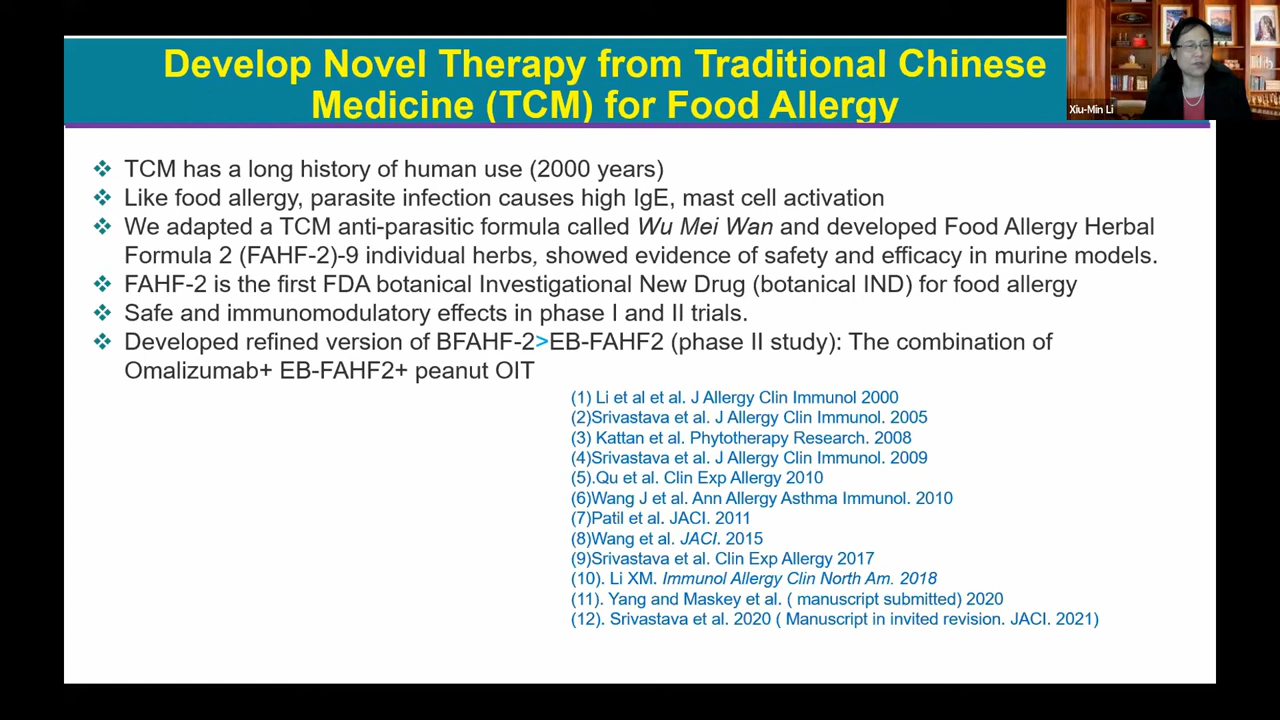 Develop Novel Therapy from Traditional Chinese
Medicine (TCM) for Food Allergy
Xiu-Min Li
❖ TCM has a long history of human use (2000 years)
❖ Like food allergy, parasite infection causes high IgE, mast cell activation
❖ We adapted a TCM anti-parasitic formula called Wu Mei Wan and developed Food Allergy Herbal
Formula 2 (FAHF-2)-9 individual herbs, showed evidence of safety and efficacy in murine models.
❖ FAHF-2 is the first FDA botanical Investigational New Drug (botanical IND) for food allergy
❖ Safe and immunomodulatory effects in phase I and II trials.
❖ Developed refined version of BFAHF-2>EB-FAHF2 (phase II study): The combination of
Omalizumab+ EB-FAHF2+ peanut OIT
(1) Li et al et al. J Allergy Clin Immunol 2000
(2)Srivastava et al. J Allergy Clin Immunol. 2005
(3) Kattan et al. Phytotherapy Research. 2008
(4)Srivastava et al. J Allergy Clin Immunol. 2009
(5).Qu et al. Clin Exp Allergy 2010
(6)Wang J et al. Ann Allergy Asthma Immunol. 2010
(7)Patil et al. JACI. 2011
(8)Wang et al. JACI. 2015
(9)Srivastava et al. Clin Exp Allergy 2017
(10). Li XM. Immunol Allergy Clin North Am. 2018
(11). Yang and Maskey et al. ( manuscript submitted) 2020
(12). Srivastava et al. 2020 ( Manuscript in invited revision. JACI. 2021)